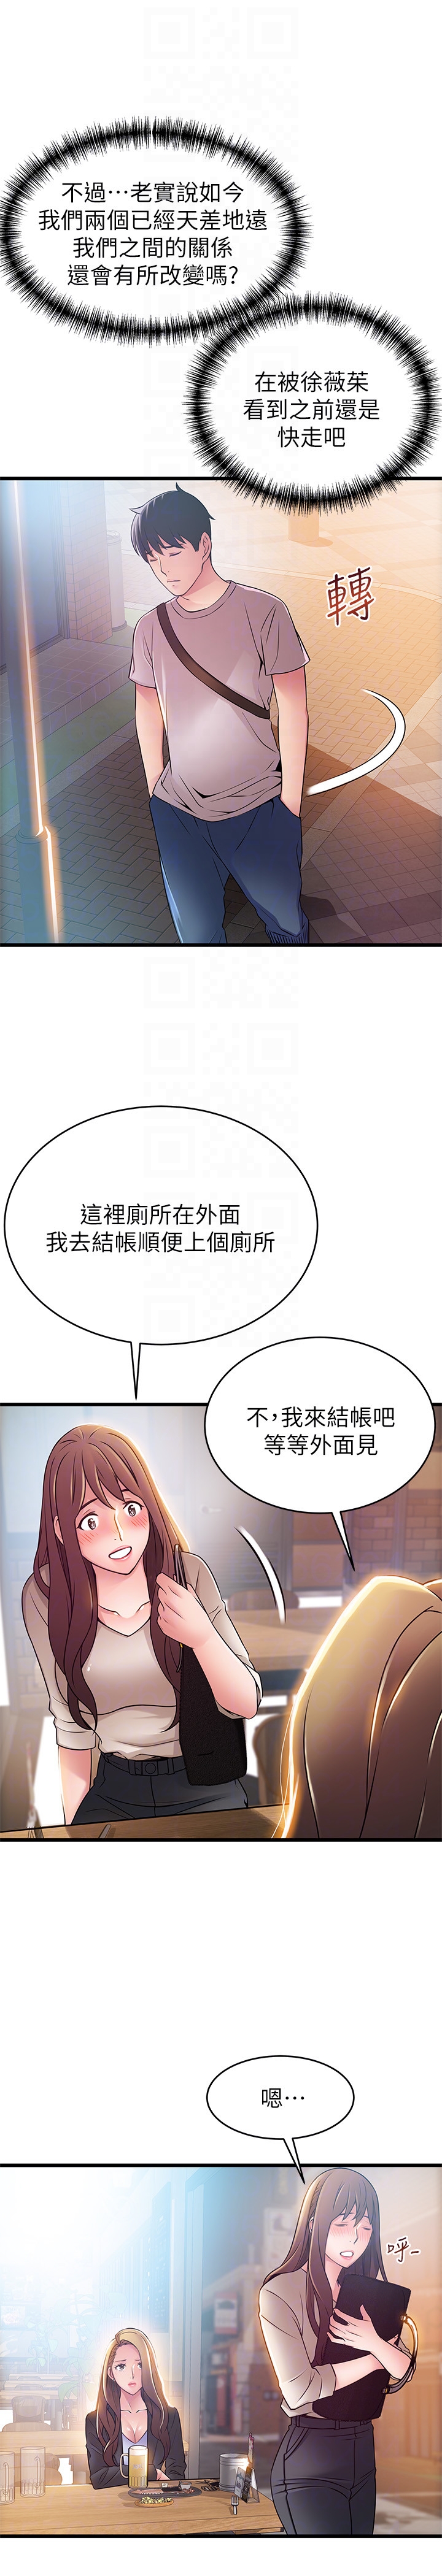 不過⋯老實說如今
我們兩個已經天差地遠
我們之間的關係
還會有所改變嗎?
在被徐薇茱
看到之前還是
快走吧
轉
這裡廁所在外面
我去結帳順便上個廁所
不,我來結帳吧
等等外面見
嗯⋯
呼-